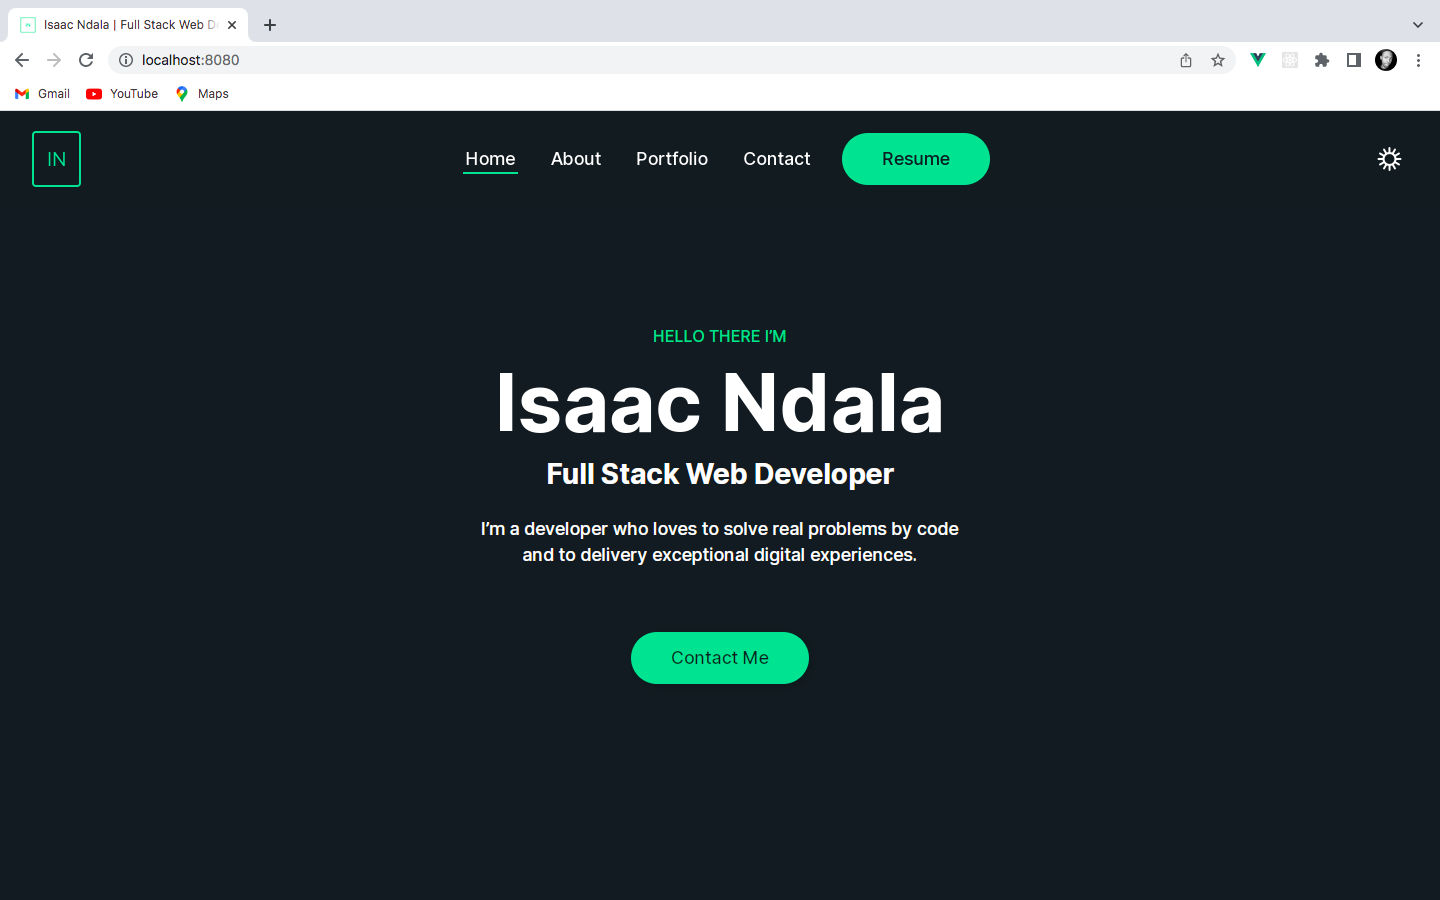 Isaac Ndala | Full Stack Web D
localhost:8080
Gmail
YouTube
Maps
IN
Home
About
Portfolio
Contact
Resume
HELLO THERE I'M
Isaac Ndala
Full Stack Web Developer
I'm a developer who loves to solve real problems by code
and to delivery exceptional digital experiences.
Contact Me